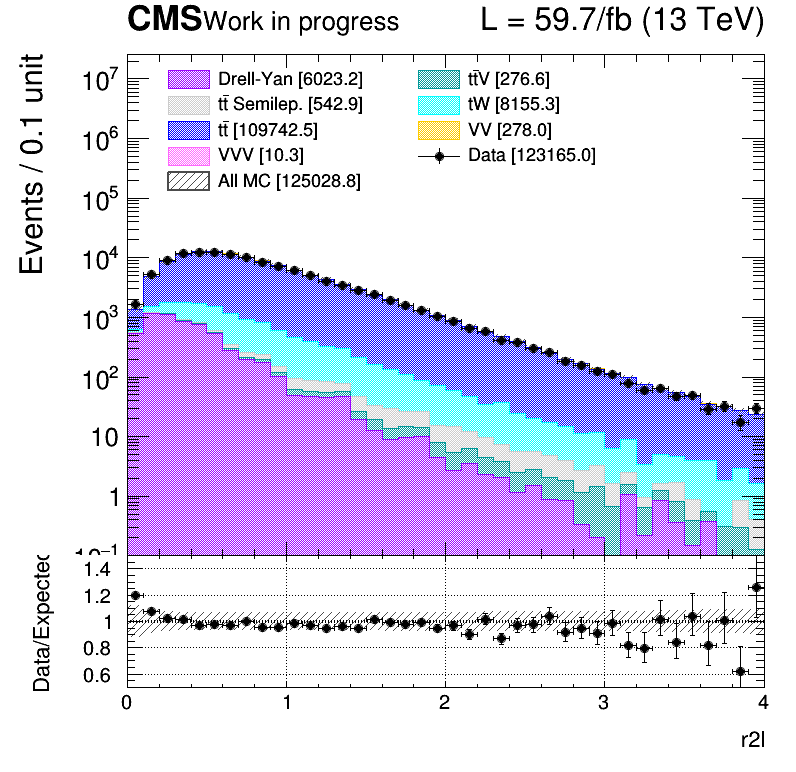 CMS Work in progress L = 59.7/fb (13 TeV)
Events / 0.1 unit
10⁷
10⁶
10⁵
10⁴
10³
10²
10
1
10⁻¹
Drell-Yan [6023.2]
tt̄ Semilep. [542.9]
tt̄ [109742.5]
VVV [10.3]
All MC [125028.8]
tt̄V [276.6]
tW [8155.3]
VV [278.0]
Data [123165.0]
Data/Expected
1.4
1.2
1
0.8
0.6
0 1 2 3 4
r2l